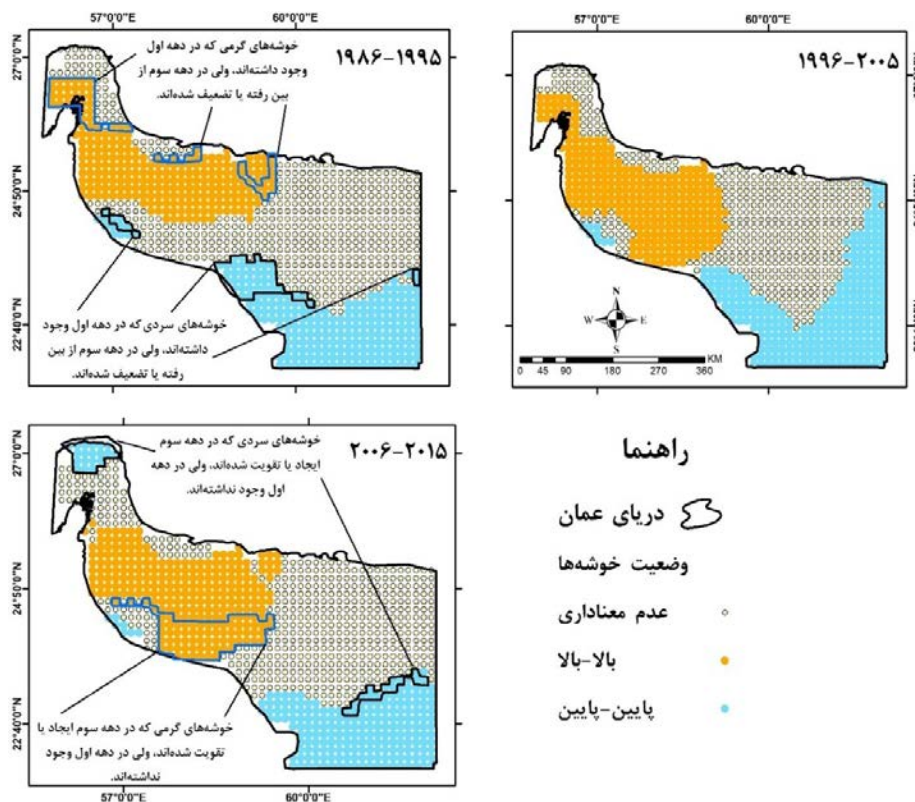 57°0'0"E
60°0'0"E
27°0'0"N
24°50'0"N
22°40'0"N
۱۹۸۶-۱۹۹۵
خوشه‌های گرمی که در دهه اول
وجود داشته‌اند، ولی در دهه سوم از
بین رفته یا تضعیف شده‌اند.
خوشه‌های سردی که در دهه اول وجود
داشته‌اند، ولی در دهه سوم از بین
رفته یا تضعیف شده‌اند.
۱۹۹۶-۲۰۰۵
N
W
E
S
KM
0 45 90 180 270 360
57°0'0"E
60°0'0"E
۲۰۰۶-۲۰۱۵
خوشه‌های سردی که در دهه سوم
ایجاد یا تقویت شده‌اند، ولی در دهه
اول وجود نداشته‌اند.
27°0'0"N
24°50'0"N
22°40'0"N
خوشه‌های گرمی که در دهه سوم ایجاد یا
تقویت شده‌اند، ولی در دهه اول وجود
نداشته‌اند.
57°0'0"E
60°0'0"E
راهنما
دریای عمان
وضعیت خوشه‌ها
عدم معناداری
بالا-بالا
پایین-پایین